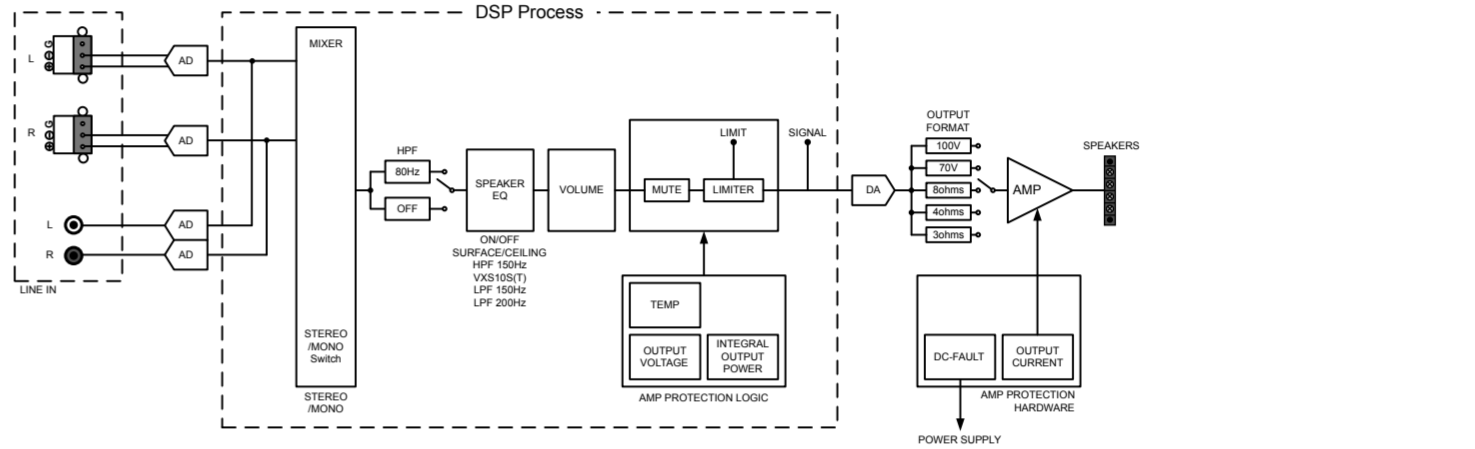 DSP Process
L
G
AD
MIXER
R
G
AD
L
AD
R
AD
LINE IN
STEREO
/MONO
Switch
STEREO
/MONO
HPF
80Hz
OFF
SPEAKER
EQ
ON/OFF
SURFACE/CEILING
HPF 150Hz
VXS10S(T)
LPF 150Hz
LPF 200Hz
VOLUME
LIMIT
MUTE
LIMITER
SIGNAL
TEMP
OUTPUT
VOLTAGE
INTEGRAL
OUTPUT
POWER
AMP PROTECTION LOGIC
DA
OUTPUT
FORMAT
100V
70V
8ohms
4ohms
3ohms
AMP
SPEAKERS
DC-FAULT
OUTPUT
CURRENT
AMP PROTECTION
HARDWARE
POWER SUPPLY